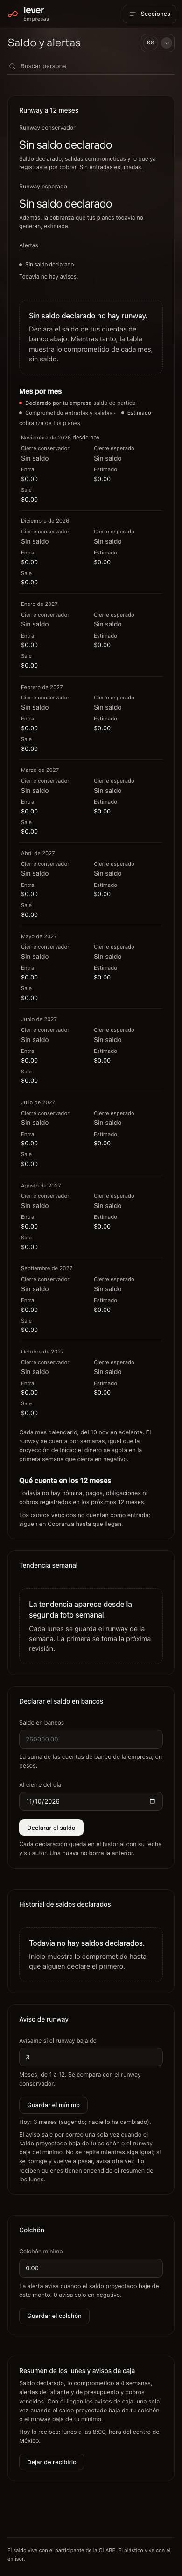 lever
Empresas
Secciones
Saldo y alertas
SS
Buscar persona
Runway a 12 meses
Runway conservador
Sin saldo declarado
Saldo declarado, salidas comprometidas y lo que ya
registraste por cobrar. Sin entradas estimadas.
Runway esperado
Sin saldo declarado
Además, la cobranza que tus planes todavía no
generan, estimada.
Alertas
Sin saldo declarado
Todavía no hay avisos.
Sin saldo declarado no hay runway.
Declara el saldo de tus cuentas de
banco abajo. Mientras tanto, la tabla
muestra lo comprometido de cada mes,
sin saldo.
Mes por mes
Declarado por tu empresa saldo de partida ·
Comprometido entradas y salidas · Estimado
cobranza de tus planes
Noviembre de 2026 desde hoy
Cierre conservador Cierre esperado
Sin saldo Sin saldo
Entra Estimado
$0.00 $0.00
Sale
$0.00
Diciembre de 2026
Cierre conservador Cierre esperado
Sin saldo Sin saldo
Entra Estimado
$0.00 $0.00
Sale
$0.00
Enero de 2027
Cierre conservador Cierre esperado
Sin saldo Sin saldo
Entra Estimado
$0.00 $0.00
Sale
$0.00
Febrero de 2027
Cierre conservador Cierre esperado
Sin saldo Sin saldo
Entra Estimado
$0.00 $0.00
Sale
$0.00
Marzo de 2027
Cierre conservador Cierre esperado
Sin saldo Sin saldo
Entra Estimado
$0.00 $0.00
Sale
$0.00
Abril de 2027
Cierre conservador Cierre esperado
Sin saldo Sin saldo
Entra Estimado
$0.00 $0.00
Sale
$0.00
Mayo de 2027
Cierre conservador Cierre esperado
Sin saldo Sin saldo
Entra Estimado
$0.00 $0.00
Sale
$0.00
Junio de 2027
Cierre conservador Cierre esperado
Sin saldo Sin saldo
Entra Estimado
$0.00 $0.00
Sale
$0.00
Julio de 2027
Cierre conservador Cierre esperado
Sin saldo Sin saldo
Entra Estimado
$0.00 $0.00
Sale
$0.00
Agosto de 2027
Cierre conservador Cierre esperado
Sin saldo Sin saldo
Entra Estimado
$0.00 $0.00
Sale
$0.00
Septiembre de 2027
Cierre conservador Cierre esperado
Sin saldo Sin saldo
Entra Estimado
$0.00 $0.00
Sale
$0.00
Octubre de 2027
Cierre conservador Cierre esperado
Sin saldo Sin saldo
Entra Estimado
$0.00 $0.00
Sale
$0.00
Cada mes calendario, del 10 nov en adelante. El
runway se cuenta por semanas, igual que la
proyección de Inicio: el dinero se agota en la
primera semana que cierra en negativo.
Qué cuenta en los 12 meses
Todavía no hay nómina, pagos, obligaciones ni
cobros registrados en los próximos 12 meses.
Los cobros vencidos no cuentan como entrada:
siguen en Cobranza hasta que llegan.
Tendencia semanal
La tendencia aparece desde la
segunda foto semanal.
Cada lunes se guarda el runway de la
semana. La primera se toma la próxima
revisión.
Declarar el saldo en bancos
Saldo en bancos
250000.00
La suma de las cuentas de banco de la empresa, en
pesos.
Al cierre del día
11/10/2026
Declarar el saldo
Cada declaración queda en el historial con su fecha
y su autor. Una nueva no borra la anterior.
Historial de saldos declarados
Todavía no hay saldos declarados.
Inicio muestra lo comprometido hasta
que alguien declare el primero.
Aviso de runway
Avísame si el runway baja de
3
Meses, de 1 a 12. Se compara con el runway
conservador.
Guardar el mínimo
Hoy: 3 meses (sugerido; nadie lo ha cambiado).
El aviso sale por correo una sola vez cuando el
saldo proyectado baja de tu colchón o el runway
baja del mínimo. No se repite mientras siga igual; si
se corrige y vuelve a pasar, avisa otra vez. Lo
reciben quienes tienen encendido el resumen de
los lunes.
Colchón
Colchón mínimo
0.00
La alerta avisa cuando el saldo proyectado baje de
este monto. 0 avisa solo en negativo.
Guardar el colchón
Resumen de los lunes y avisos de caja
Saldo declarado, lo comprometido a 4 semanas,
alertas de faltante y de presupuesto y cobros
vencidos. Con él llegan los avisos de caja: una sola
vez cuando el saldo proyectado baja de tu colchón
o el runway baja de tu mínimo.
Hoy lo recibes: lunes a las 8:00, hora del centro de
México.
Dejar de recibirlo
El saldo vive con el participante de la CLABE. El plástico vive con el
emisor.